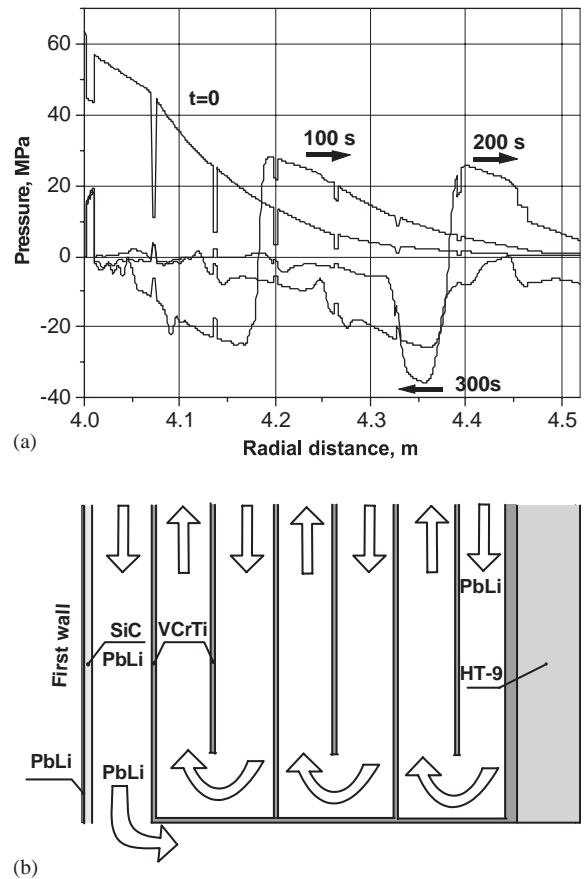 60
40
20
0
-20
-40
Pressure, MPa
t=0
100 s
200 s
300s
4.0
4.1
4.2
4.3
4.4
4.5
(a)
Radial distance, m
First wall
SiC
VCrTi
PbLi
PbLi
HT-9
PbLi
PbLi
(b)